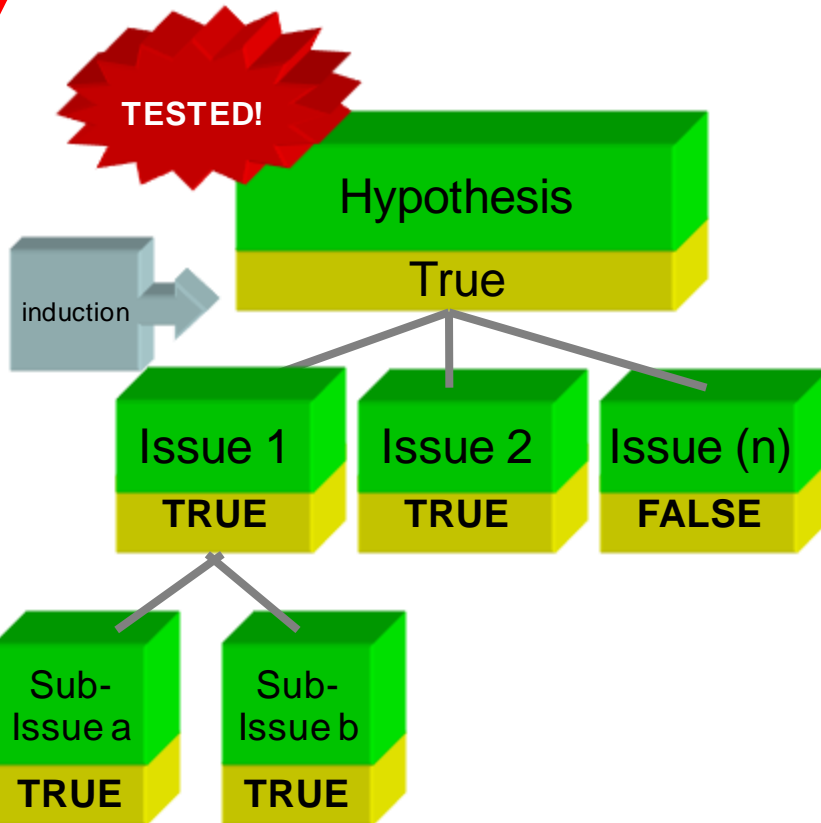 TESTED!
Hypothesis
True
induction
Issue 1
Issue 2
Issue (n)
TRUE
TRUE
FALSE
Sub-
Issue a
Sub-
Issue b
TRUE
TRUE